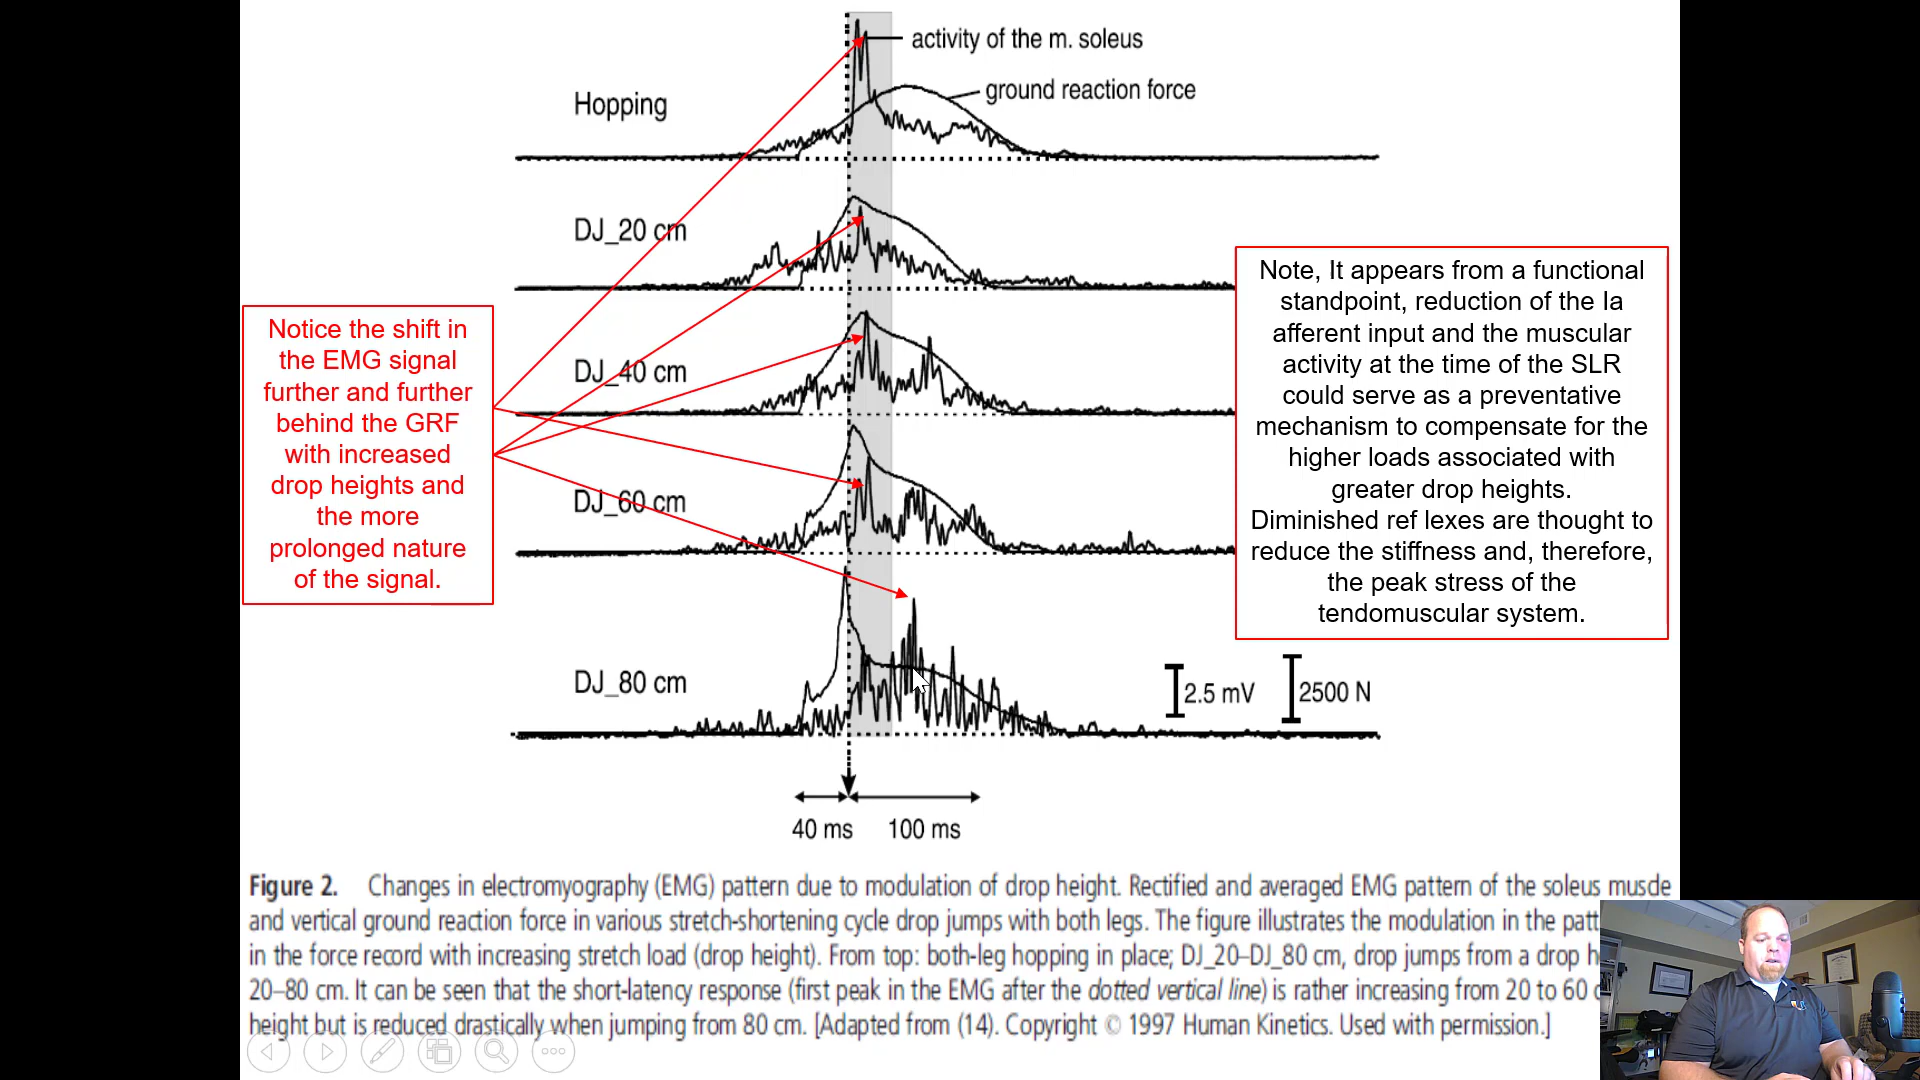 activity of the m. soleus
ground reaction force
Hopping
DJ_20 cm
DJ_40 cm
DJ_60 cm
DJ_80 cm
Notice the shift in
the EMG signal
further and further
behind the GRF
with increased
drop heights and
the more
prolonged nature
of the signal.
Note, It appears from a functional
standpoint, reduction of the Ia
afferent input and the muscular
activity at the time of the SLR
could serve as a preventative
mechanism to compensate for the
higher loads associated with
greater drop heights.
Diminished ref lexes are thought to
reduce the stiffness and, therefore,
the peak stress of the
tendomuscular system.
2.5 mV
2500 N
40 ms
100 ms
Figure 2. Changes in electromyography (EMG) pattern due to modulation of drop height. Rectified and averaged EMG pattern of the soleus muscle
and vertical ground reaction force in various stretch-shortening cycle drop jumps with both legs. The figure illustrates the modulation in the
in the force record with increasing stretch load (drop height). From top: both-leg hopping in place; DJ_20–DJ_80 cm, drop jumps from a drop
20–80 cm. It can be seen that the short-latency response (first peak in the EMG after the dotted vertical line) is rather increasing from 20 to 60
height but is reduced drastically when jumping from 80 cm. [Adapted from (14). Copyright © 1997 Human Kinetics. Used with permission.]